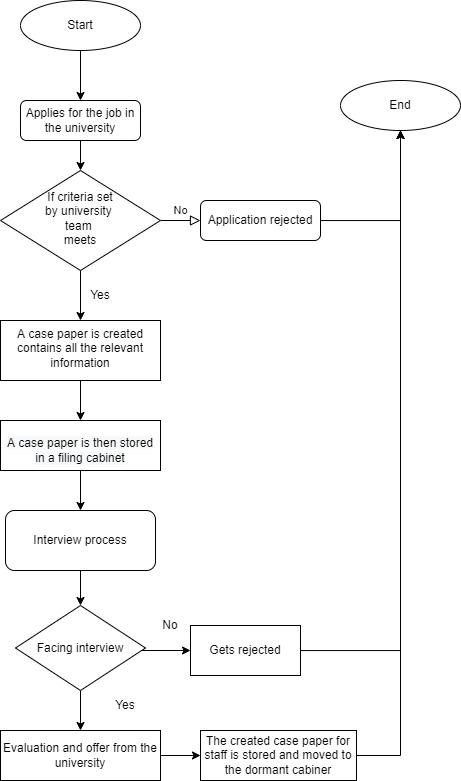 Start
End
Applies for the job in
the university
If criteria set
by university
team
meets
No
Application rejected
Yes
A case paper is created
contains all the relevant
information
A case paper is then stored
in a filing cabinet
Interview process
Facing interview
No
Gets rejected
Yes
Evaluation and offer from the
university
The created case paper for
staff is stored and moved to
the dormant cabiner